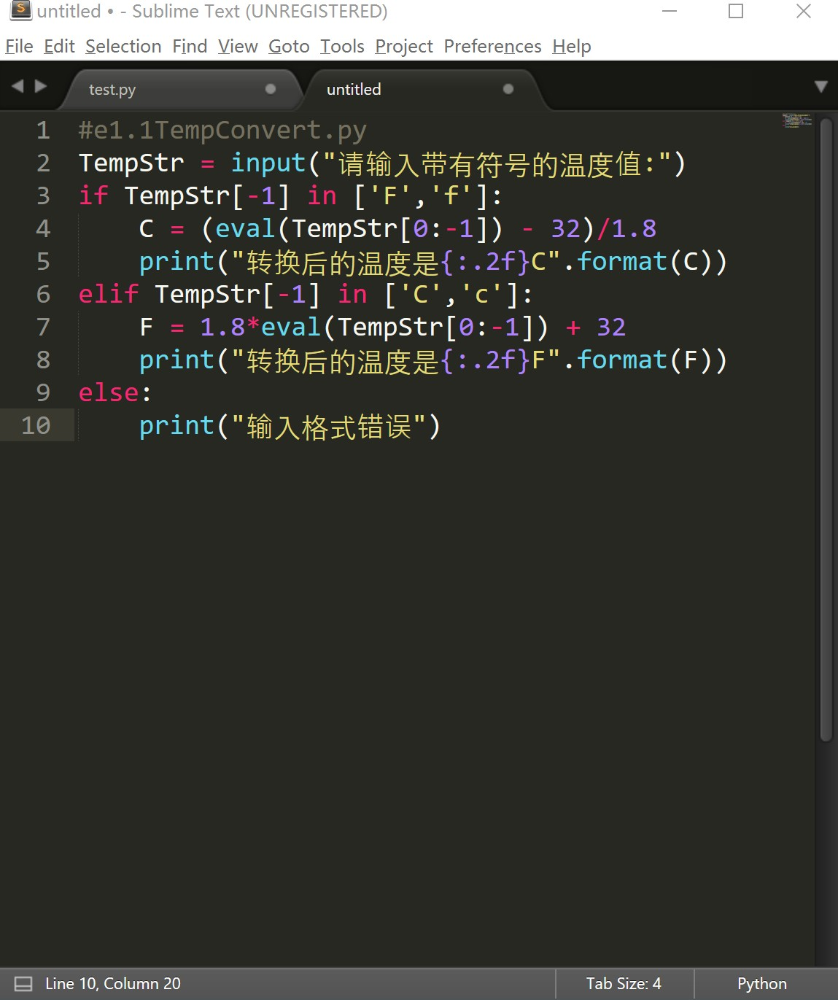 untitled • - Sublime Text (UNREGISTERED)
File Edit Selection Find View Goto Tools Project Preferences Help
test.py untitled
1 #e1.1TempConvert.py
2 TempStr = input("请输入带有符号的温度值:")
3 if TempStr[-1] in ['F','f']:
4     C = (eval(TempStr[0:-1]) - 32)/1.8
5     print("转换后的温度是{:.2f}C".format(C))
6 elif TempStr[-1] in ['C','c']:
7     F = 1.8*eval(TempStr[0:-1]) + 32
8     print("转换后的温度是{:.2f}F".format(F))
9 else:
10     print("输入格式错误")
Line 10, Column 20 Tab Size: 4 Python